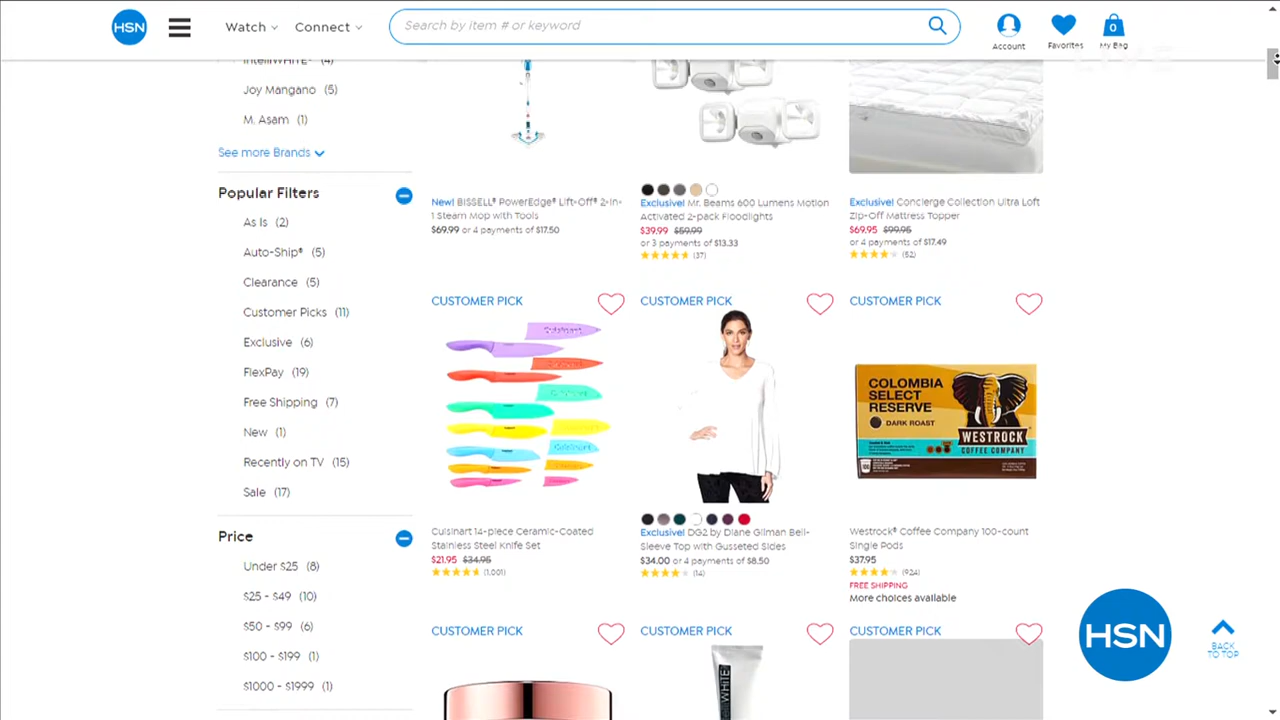 HSN
Watch
Connect
Search by item # or keyword
Account
Favorites
0
My Bag
LIVE
IntelliWHiTE® (4)
Joy Mangano (5)
M. Asam (1)
See more Brands
Popular Filters
As Is (2)
Auto-Ship® (5)
Clearance (5)
Customer Picks (11)
Exclusive (6)
FlexPay (19)
Free Shipping (7)
New (1)
Recently on TV (15)
Sale (17)
Price
Under $25 (8)
$25 - $49 (10)
$50 - $99 (6)
$100 - $199 (1)
$1000 - $1999 (1)
New! BISSELL® PowerEdge® Lift-Off® 2-in-
1 Steam Mop with Tools
$69.99 or 4 payments of $17.50
Exclusive! Mr. Beams 600 Lumens Motion
Activated 2-pack Floodlights
$39.99 $59.99
or 3 payments of $13.33
(37)
Exclusive! Concierge Collection Ultra Loft
Zip-Off Mattress Topper
$69.95 $99.95
or 4 payments of $17.49
(52)
CUSTOMER PICK
Cuisinart
Cuisinart 14-piece Ceramic-Coated
Stainless Steel Knife Set
$21.95 $34.95
(1,001)
CUSTOMER PICK
Exclusive! DG2 by Diane Gilman Bell-
Sleeve Top with Gusseted Sides
$34.00 or 4 payments of $8.50
(14)
CUSTOMER PICK
COLOMBIA
SELECT
RESERVE
DARK ROAST
WESTROCK
COFFEE COMPANY
Westrock® Coffee Company 100-count
Single Pods
$37.95
(924)
FREE SHIPPING
More choices available
CUSTOMER PICK
CUSTOMER PICK
WHITE
CUSTOMER PICK
HSN
BACK
TO TOP